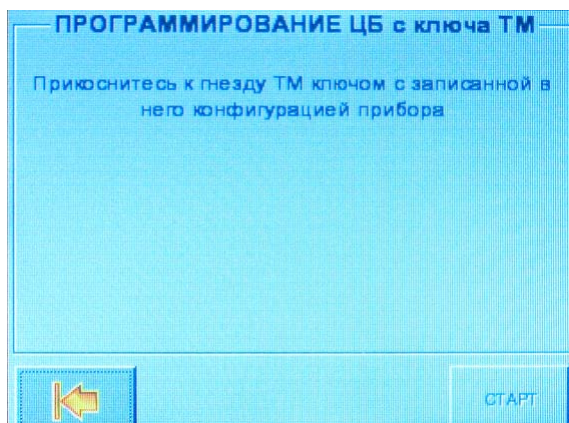 ПРОГРАММИРОВАНИЕ ЦБ с ключа ТМ
Прикоснитесь к гнезду ТМ ключом с записанной в
него конфигурацией прибора
СТАРТ